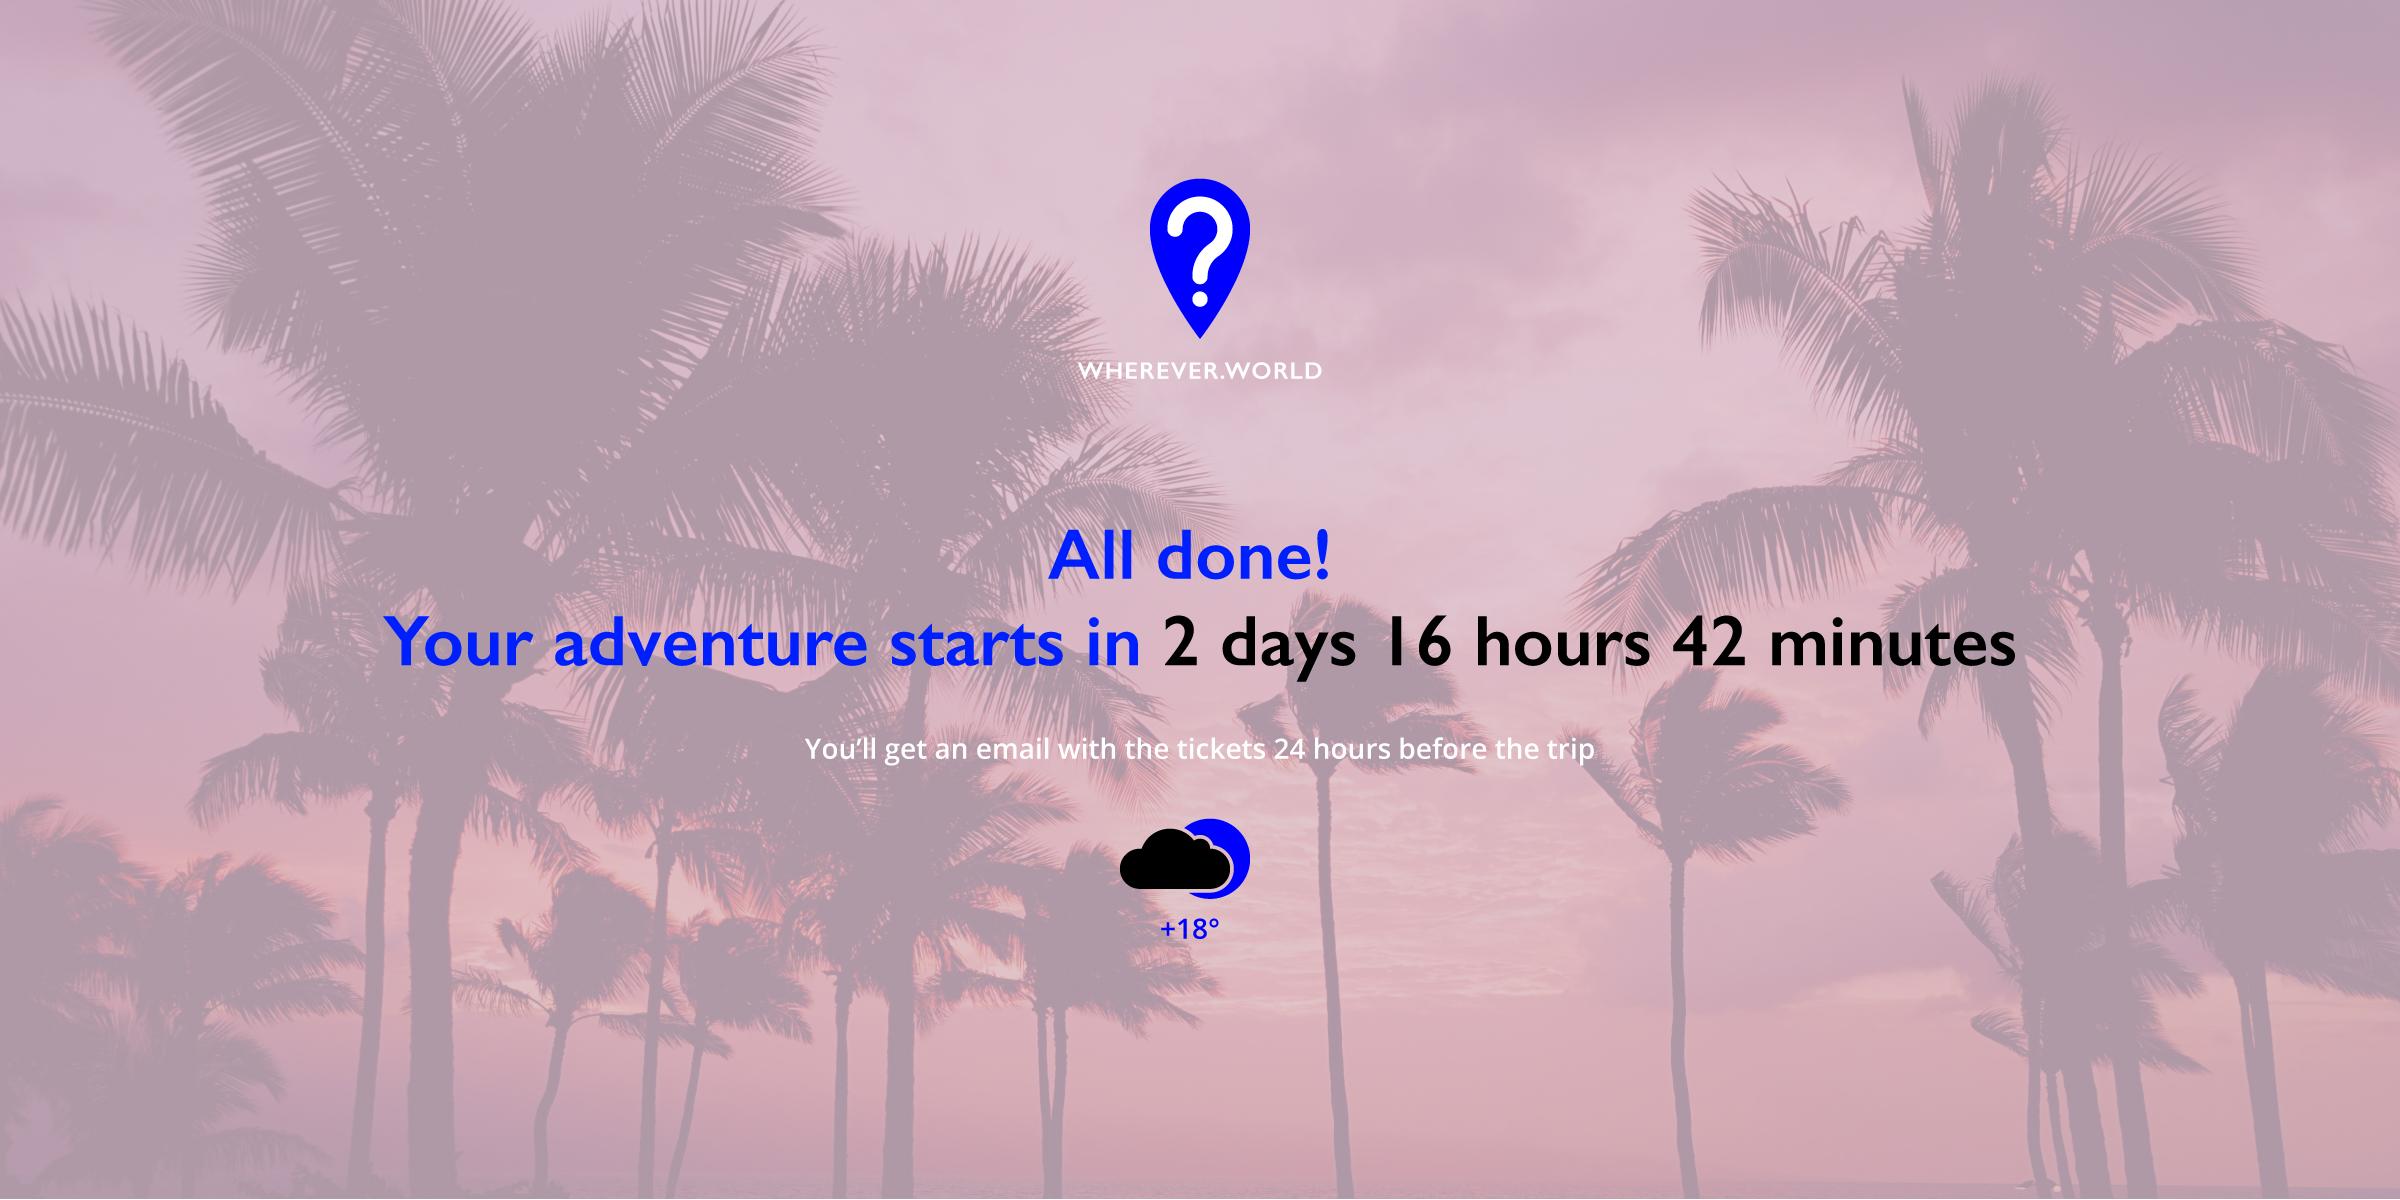 ?
WHEREVER.WORLD
All done!
Your adventure starts in 2 days 16 hours 42 minutes
You’ll get an email with the tickets 24 hours before the trip
+18°